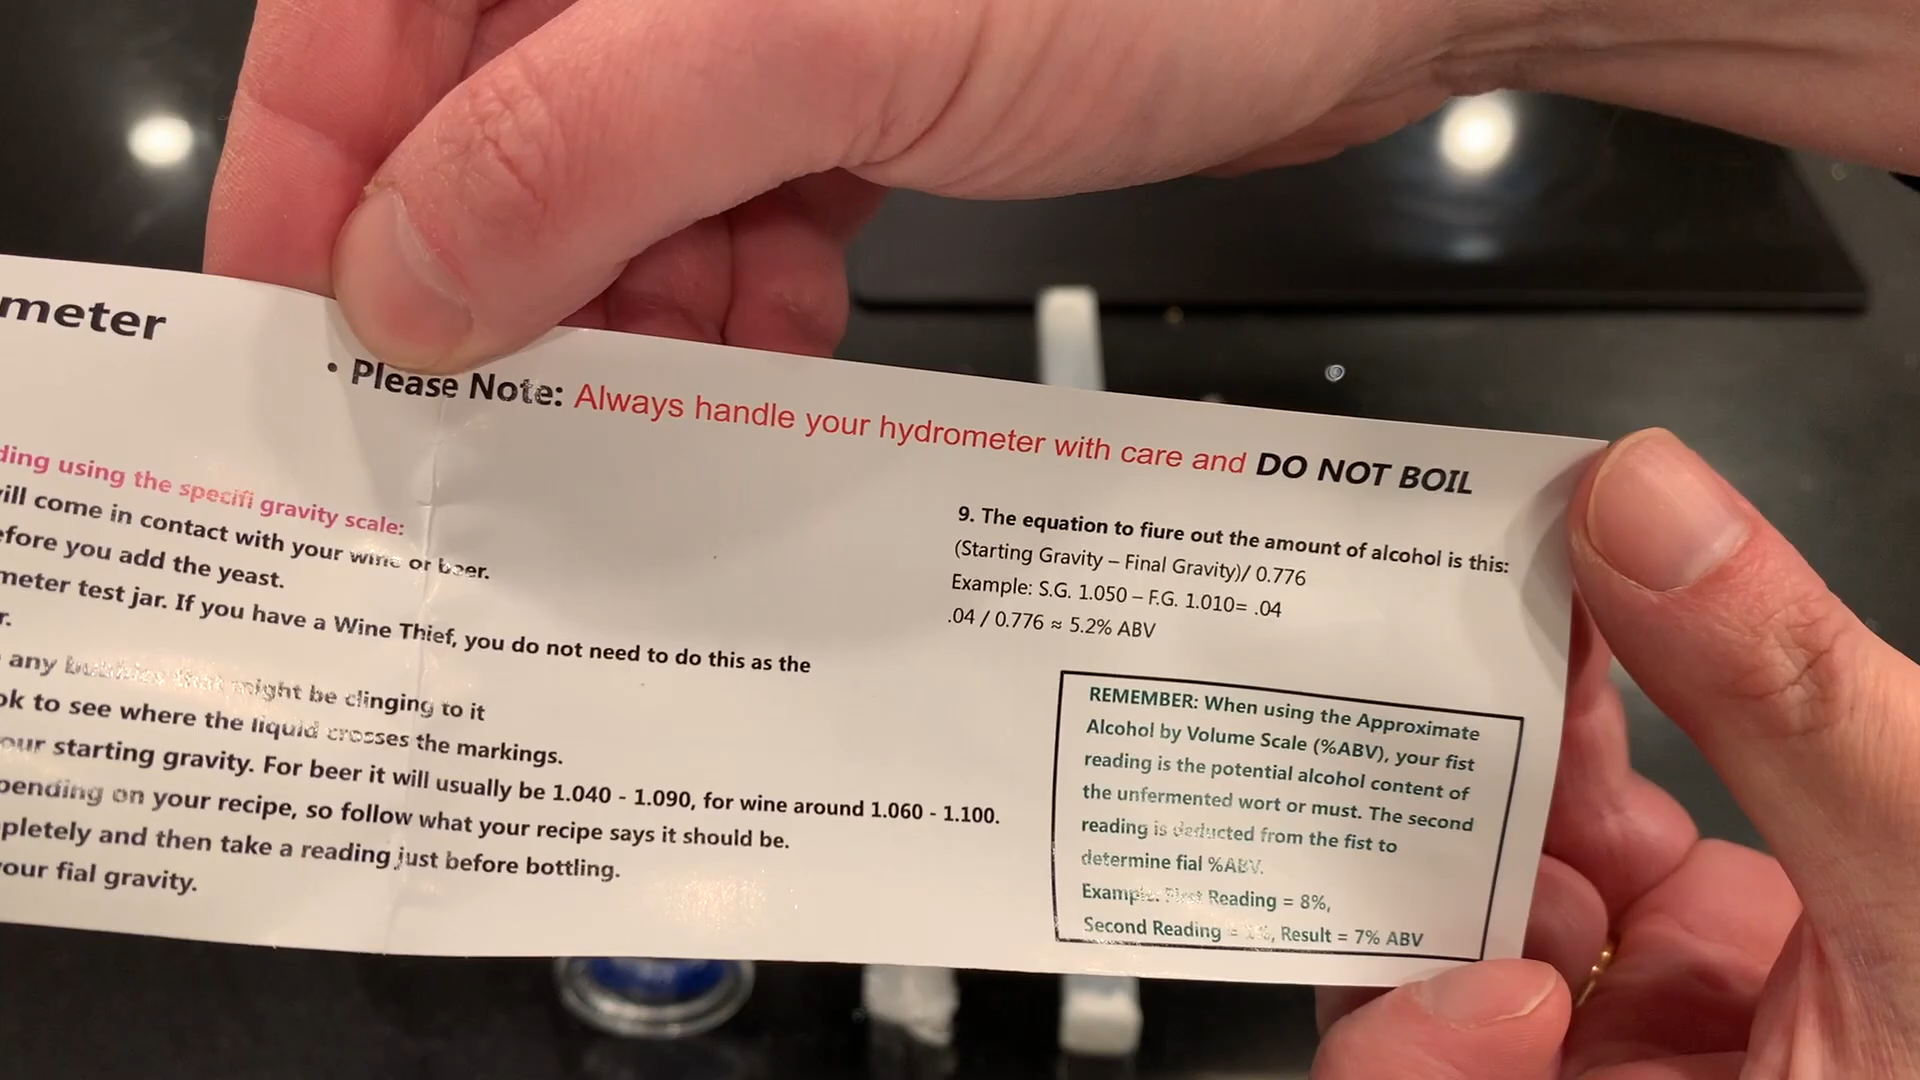 meter
• Please Note: Always handle your hydrometer with care and DO NOT BOIL
ding using the specifi gravity scale:
ill come in contact with your wine or beer.
efore you add the yeast.
meter test jar. If you have a Wine Thief, you do not need to do this as the
r.
any bubbles that might be clinging to it
ok to see where the liquid crosses the markings.
our starting gravity. For beer it will usually be 1.040 - 1.090, for wine around 1.060 - 1.100.
pending on your recipe, so follow what your recipe says it should be.
pletely and then take a reading just before bottling.
our fial gravity.
9. The equation to fiure out the amount of alcohol is this:
(Starting Gravity – Final Gravity)/ 0.776
Example: S.G. 1.050 – F.G. 1.010= .04
.04 / 0.776 ≈ 5.2% ABV
REMEMBER: When using the Approximate
Alcohol by Volume Scale (%ABV), your fist
reading is the potential alcohol content of
the unfermented wort or must. The second
reading is deducted from the fist to
determine fial %ABV.
Example: First Reading = 8%,
Second Reading = 1%, Result = 7% ABV